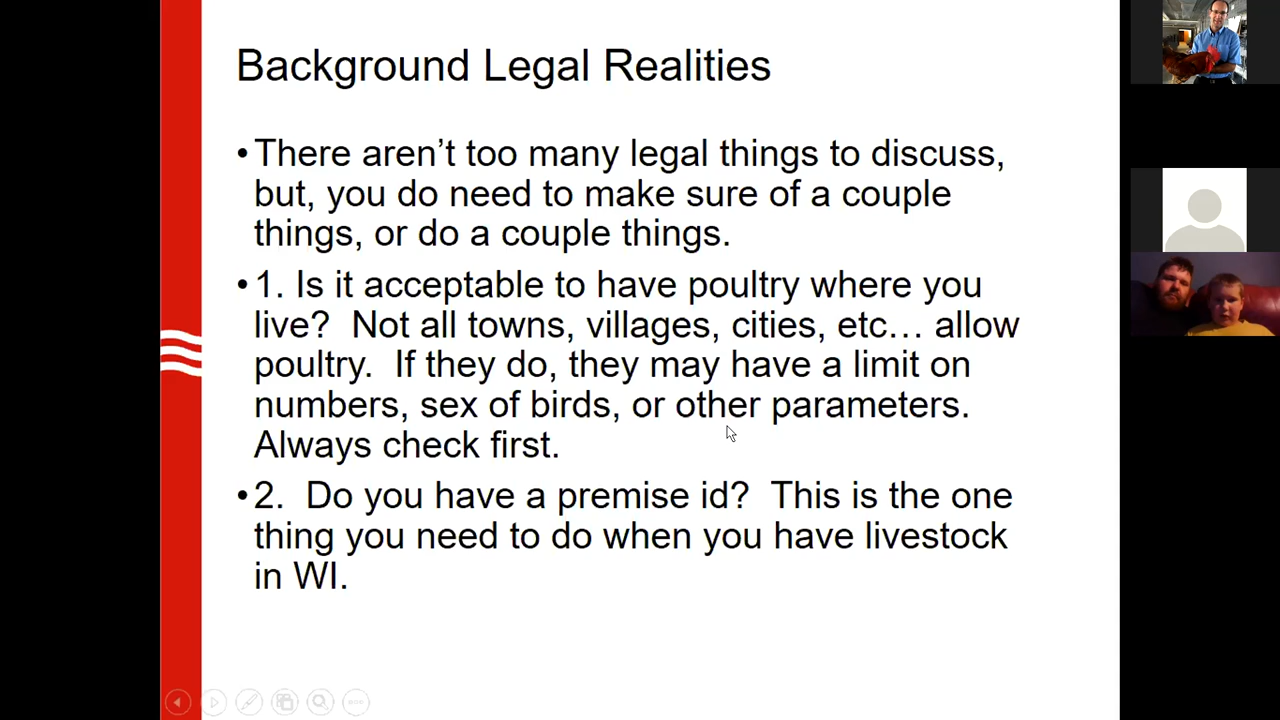 Background Legal Realities
•There aren’t too many legal things to discuss,
but, you do need to make sure of a couple
things, or do a couple things.
•1. Is it acceptable to have poultry where you
live?  Not all towns, villages, cities, etc… allow
poultry.  If they do, they may have a limit on
numbers, sex of birds, or other parameters.
Always check first.
•2.  Do you have a premise id?  This is the one
thing you need to do when you have livestock
in WI.